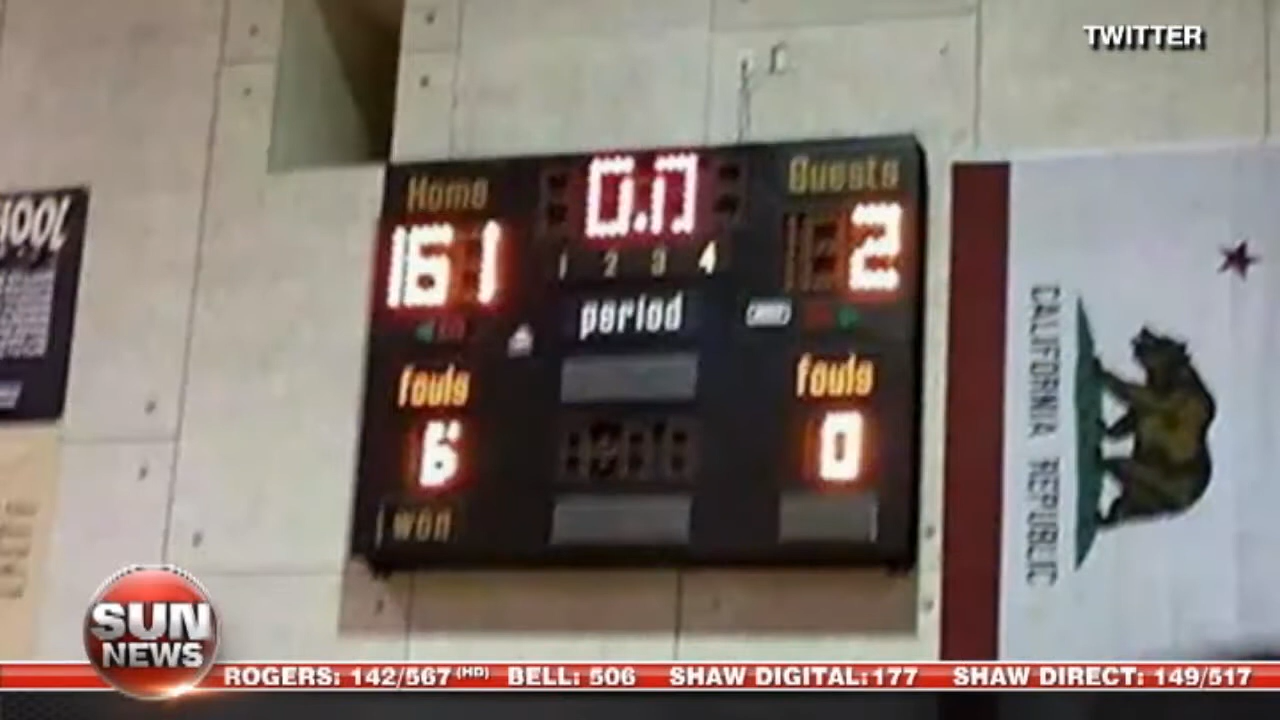 TWITTER
HOOL
Home
0.0
Guests
161
1 2 3 4
2
period
fouls
fouls
6
0
won
CALIFORNIA REPUBLIC
SUN
NEWS
ROGERS: 142/567 (HD) BELL: 506 SHAW DIGITAL: 177 SHAW DIRECT: 149/517